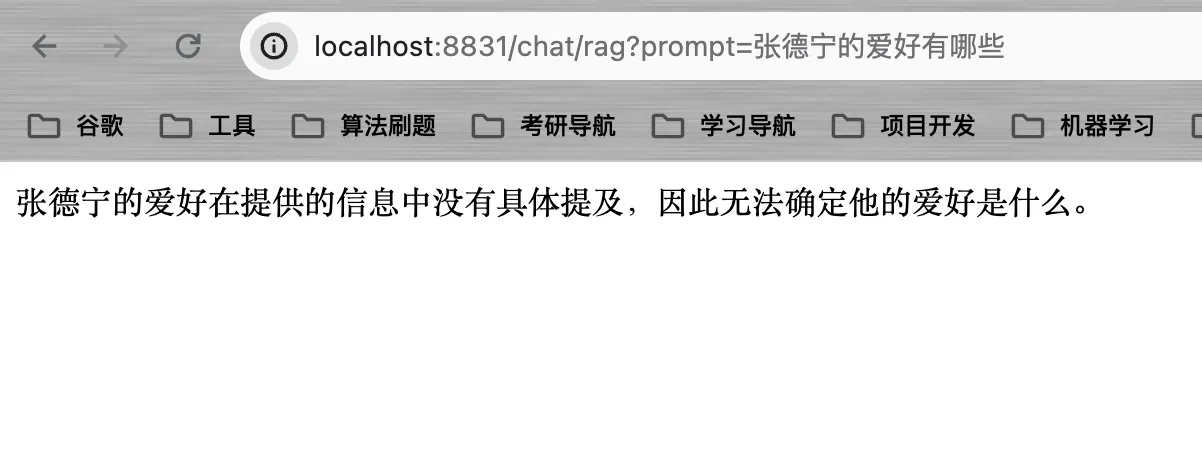 localhost:8831/chat/rag?prompt=张德宁的爱好有哪些
谷歌 工具 算法刷题 考研导航 学习导航 项目开发 机器学习
张德宁的爱好在提供的信息中没有具体提及，因此无法确定他的爱好是什么。